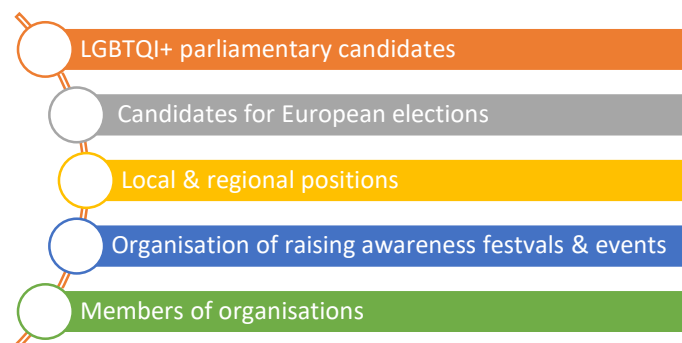 LGBTQI+ parliamentary candidates
Candidates for European elections
Local & regional positions
Organisation of raising awareness festvals & events
Members of organisations